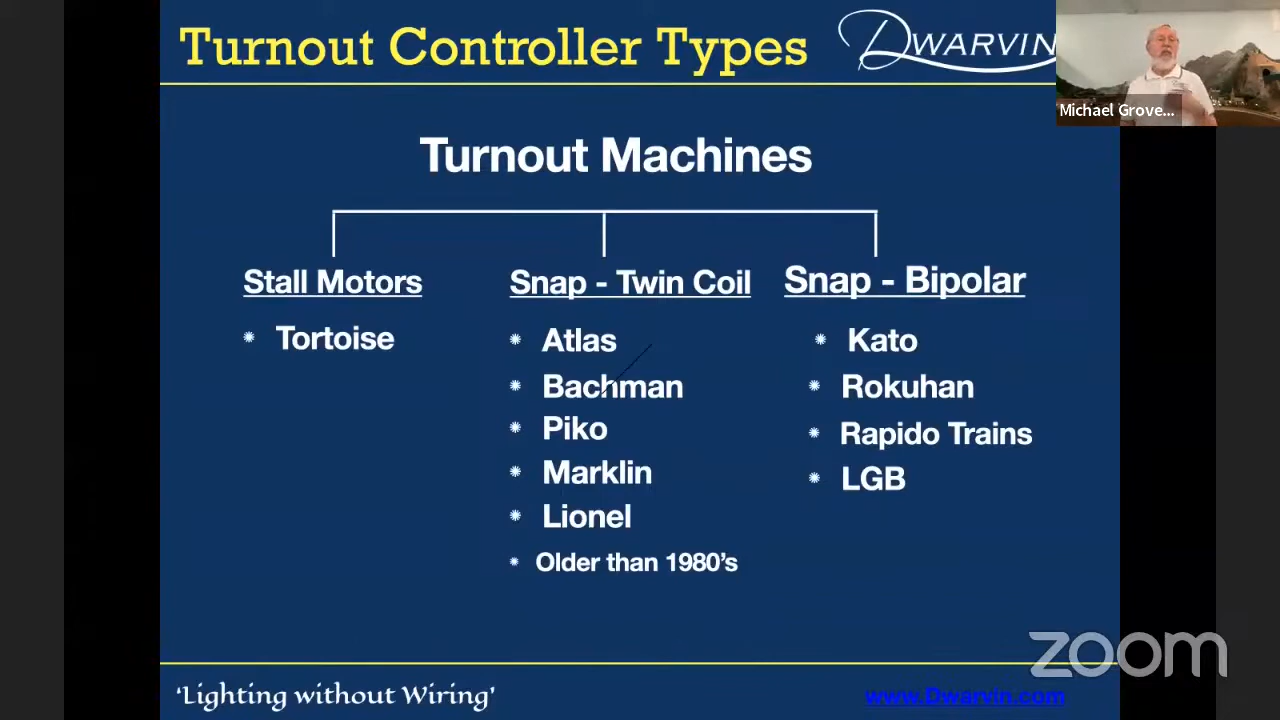 Turnout Controller Types
DWARVIN
Michael Grove...
Turnout Machines
Stall Motors
Tortoise
Snap - Twin Coil
Atlas
Bachman
Piko
Marklin
Lionel
Older than 1980's
Snap - Bipolar
Kato
Rokuhan
Rapido Trains
LGB
zoom
'Lighting without Wiring'
www.Dwarvin.com